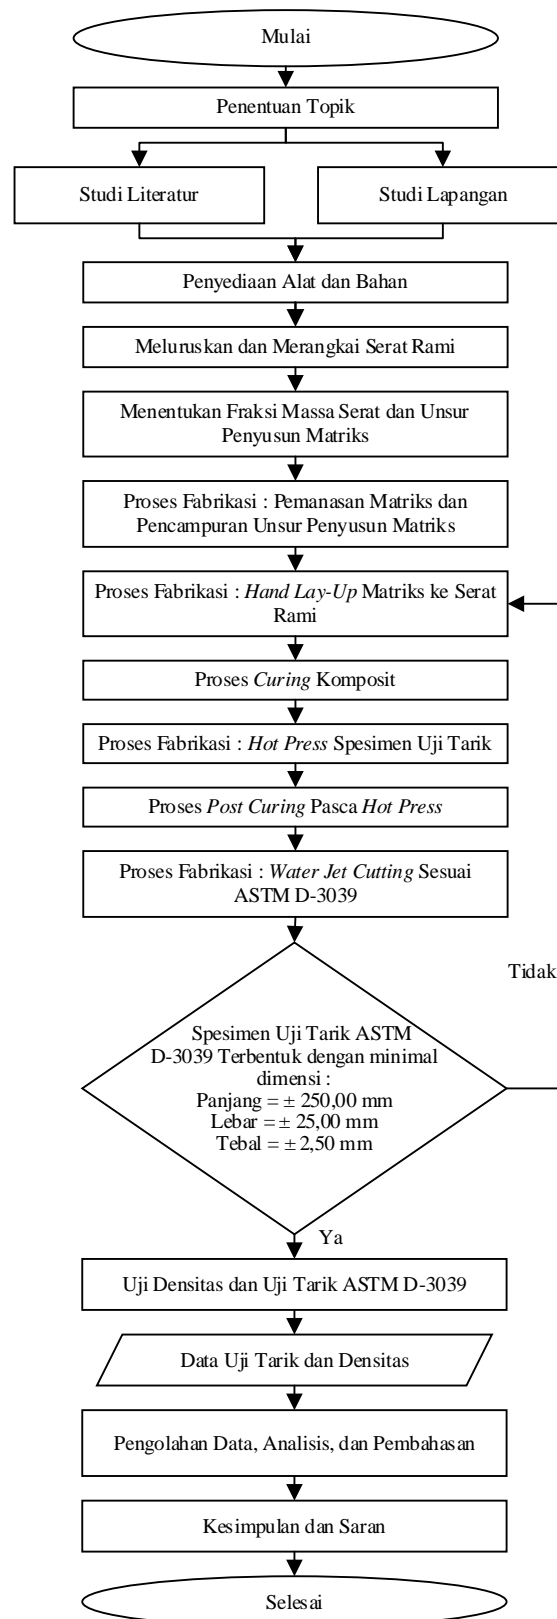 Mulai
Penentuan Topik
Studi Literatur
Studi Lapangan
Penyediaan Alat dan Bahan
Meluruskan dan Merangkai Serat Rami
Menentukan Fraksi Massa Serat dan Unsur
Penyusun Matriks
Proses Fabrikasi : Pemanasan Matriks dan
Pencampuran Unsur Penyusun Matriks
Proses Fabrikasi : Hand Lay-Up Matriks ke Serat
Rami
Proses Curing Komposit
Proses Fabrikasi : Hot Press Spesimen Uji Tarik
Proses Post Curing Pasca Hot Press
Proses Fabrikasi : Water Jet Cutting Sesuai
ASTM D-3039
Tidak
Spesimen Uji Tarik ASTM
D-3039 Terbentuk dengan minimal
dimensi :
Panjang = ± 250,00 mm
Lebar = ± 25,00 mm
Tebal = ± 2,50 mm
Ya
Uji Densitas dan Uji Tarik ASTM D-3039
Data Uji Tarik dan Densitas
Pengolahan Data, Analisis, dan Pembahasan
Kesimpulan dan Saran
Selesai